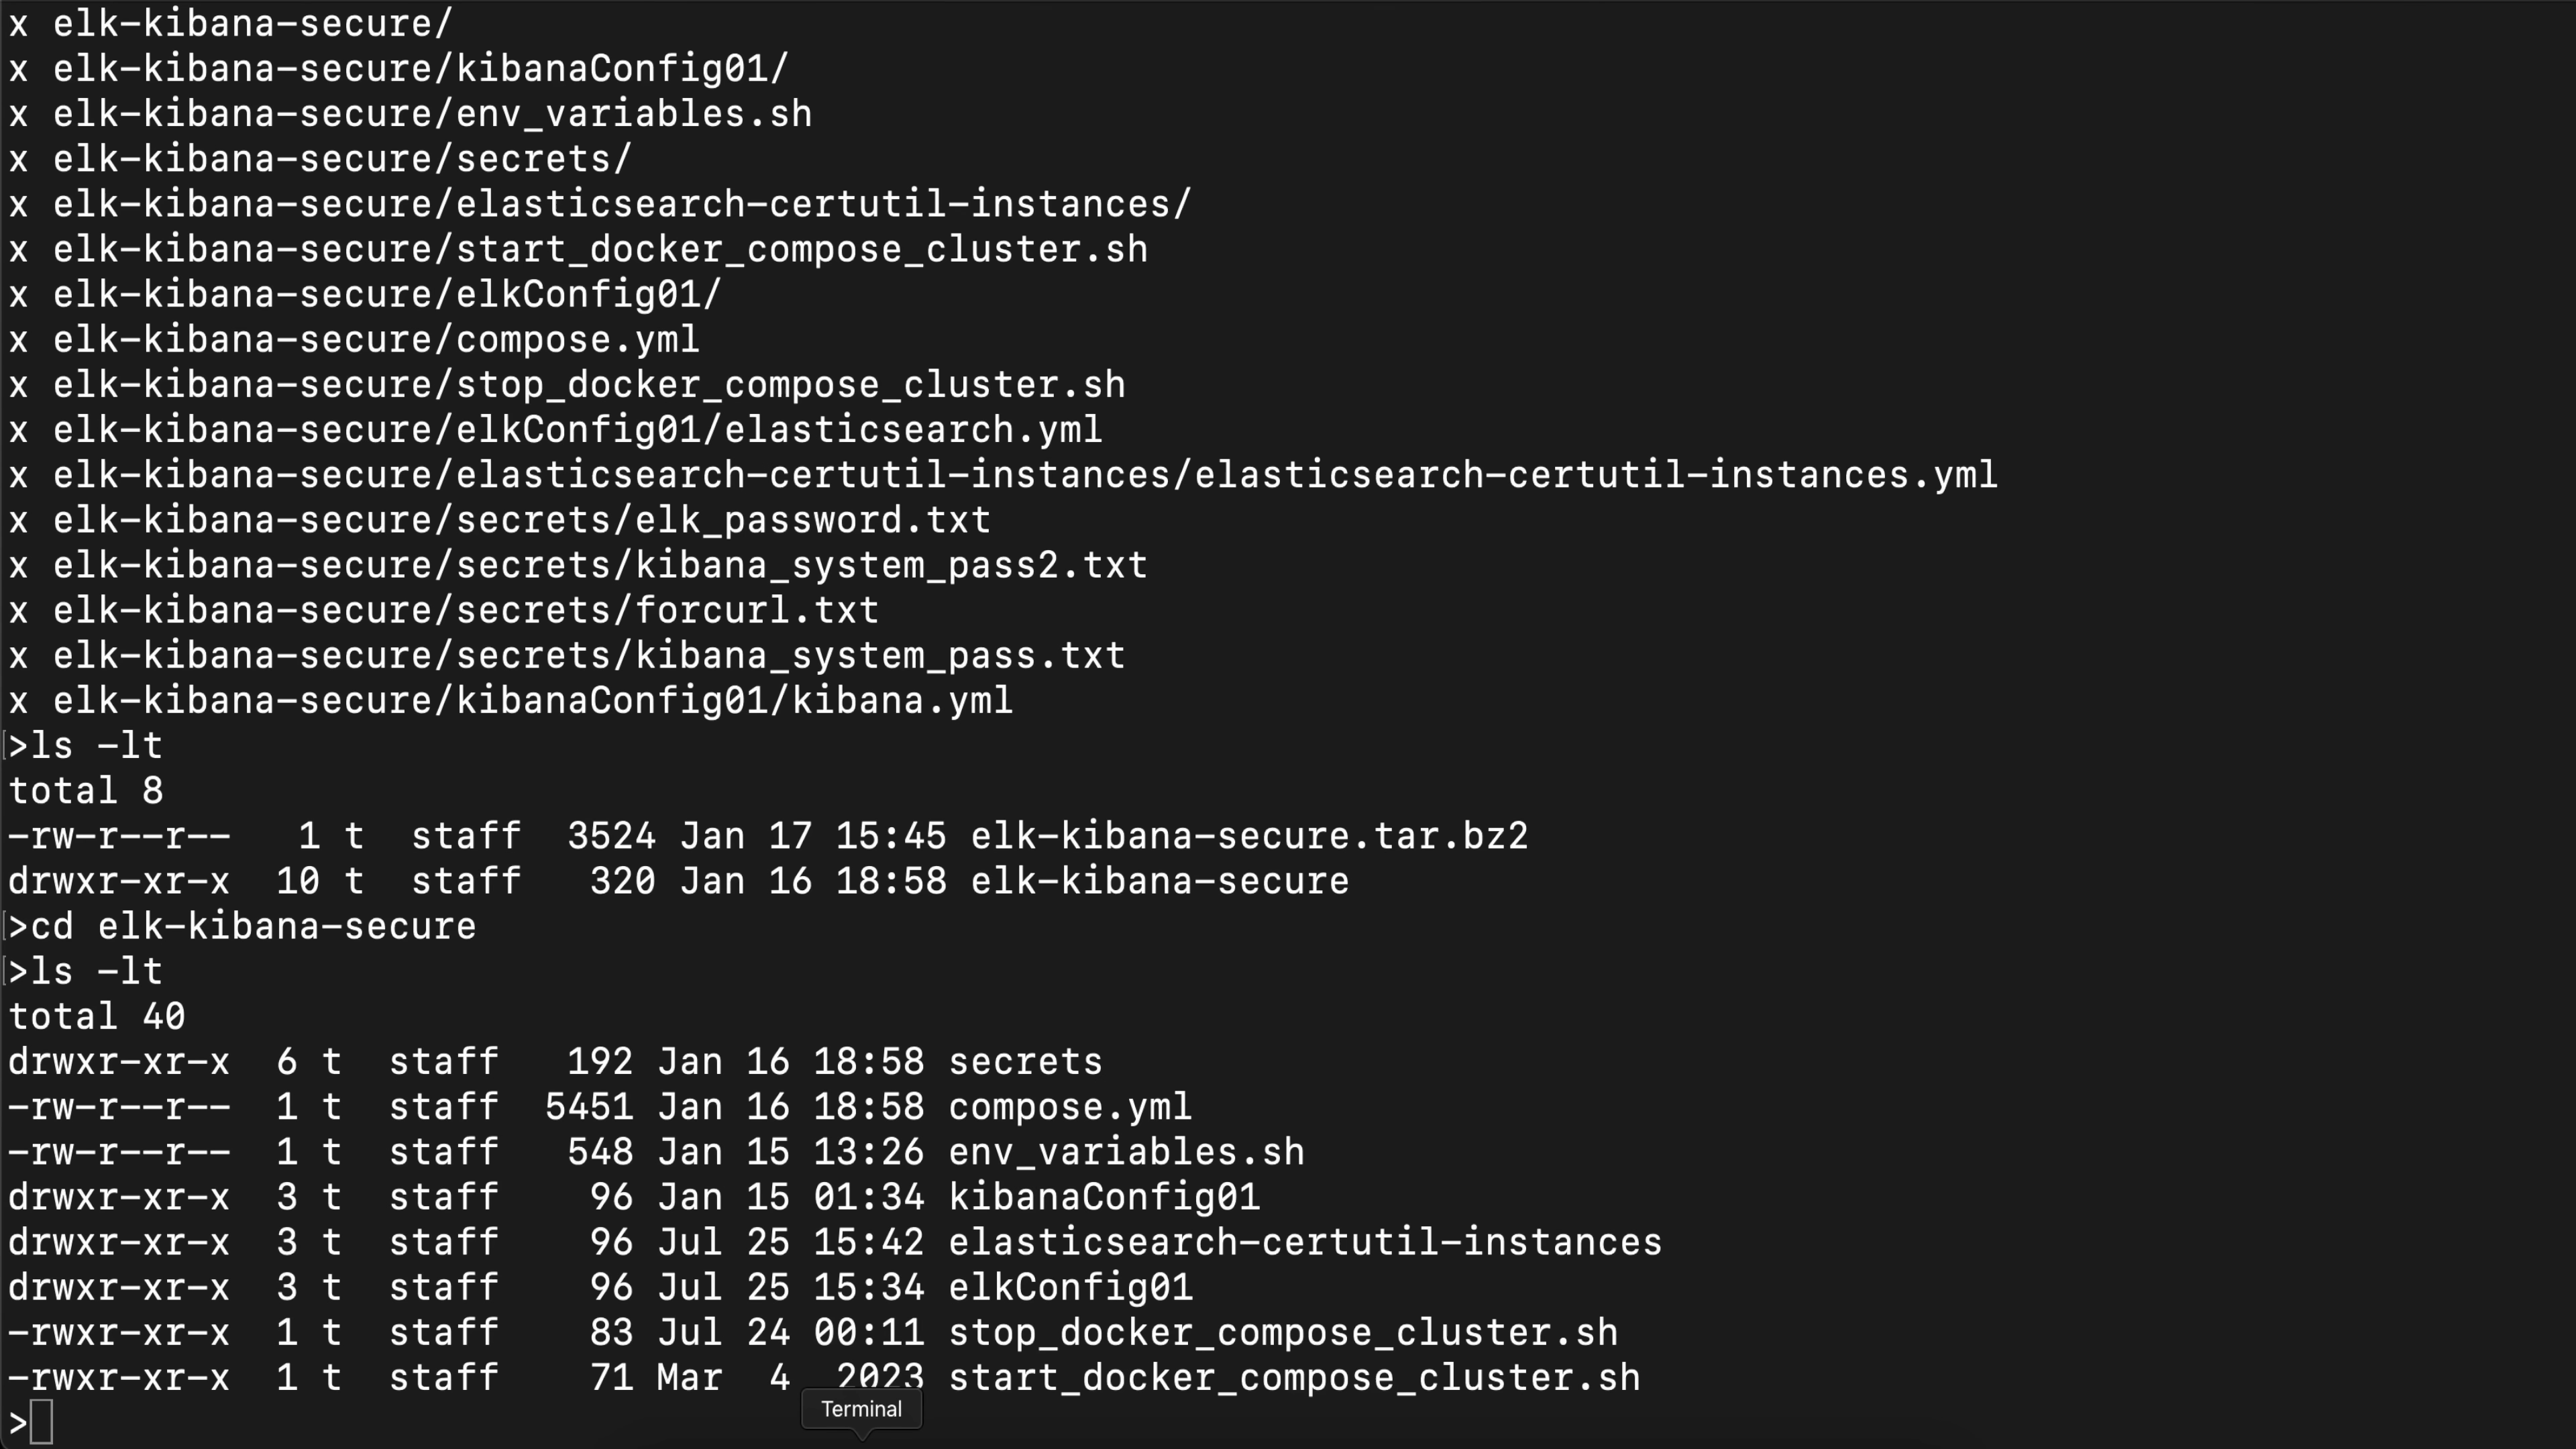 x elk-kibana-secure/
x elk-kibana-secure/kibanaConfig01/
x elk-kibana-secure/env_variables.sh
x elk-kibana-secure/secrets/
x elk-kibana-secure/elasticsearch-certutil-instances/
x elk-kibana-secure/start_docker_compose_cluster.sh
x elk-kibana-secure/elkConfig01/
x elk-kibana-secure/compose.yml
x elk-kibana-secure/stop_docker_compose_cluster.sh
x elk-kibana-secure/elkConfig01/elasticsearch.yml
x elk-kibana-secure/elasticsearch-certutil-instances/elasticsearch-certutil-instances.yml
x elk-kibana-secure/secrets/elk_password.txt
x elk-kibana-secure/secrets/kibana_system_pass2.txt
x elk-kibana-secure/secrets/forcurl.txt
x elk-kibana-secure/secrets/kibana_system_pass.txt
x elk-kibana-secure/kibanaConfig01/kibana.yml
>ls -lt
total 8
-rw-r--r--   1 t  staff  3524 Jan 17 15:45 elk-kibana-secure.tar.bz2
drwxr-xr-x  10 t  staff   320 Jan 16 18:58 elk-kibana-secure
>cd elk-kibana-secure
>ls -lt
total 40
drwxr-xr-x  6 t  staff   192 Jan 16 18:58 secrets
-rw-r--r--  1 t  staff  5451 Jan 16 18:58 compose.yml
-rw-r--r--  1 t  staff   548 Jan 15 13:26 env_variables.sh
drwxr-xr-x  3 t  staff    96 Jan 15 01:34 kibanaConfig01
drwxr-xr-x  3 t  staff    96 Jul 25 15:42 elasticsearch-certutil-instances
drwxr-xr-x  3 t  staff    96 Jul 25 15:34 elkConfig01
-rwxr-xr-x  1 t  staff    83 Jul 24 00:11 stop_docker_compose_cluster.sh
-rwxr-xr-x  1 t  staff    71 Mar  4  2023 start_docker_compose_cluster.sh
Terminal
>